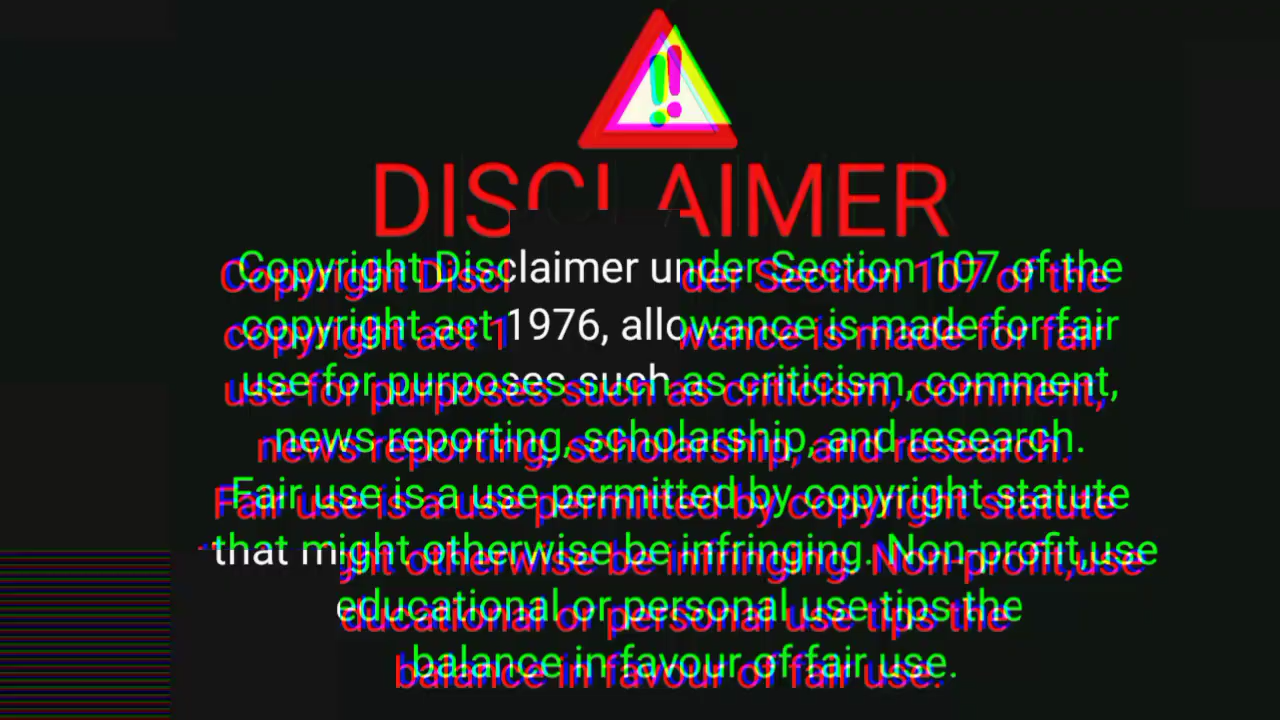 DISCLAIMER
Copyright Disclaimer under Section 107 of the
copyright act 1976, allowance is made for fair
use for purposes such as criticism, comment,
news reporting, scholarship, and research.
Fair use is a use permitted by copyright statute
that might otherwise be infringing. Non-profit,use
educational or personal use tips the
balance in favour of fair use.